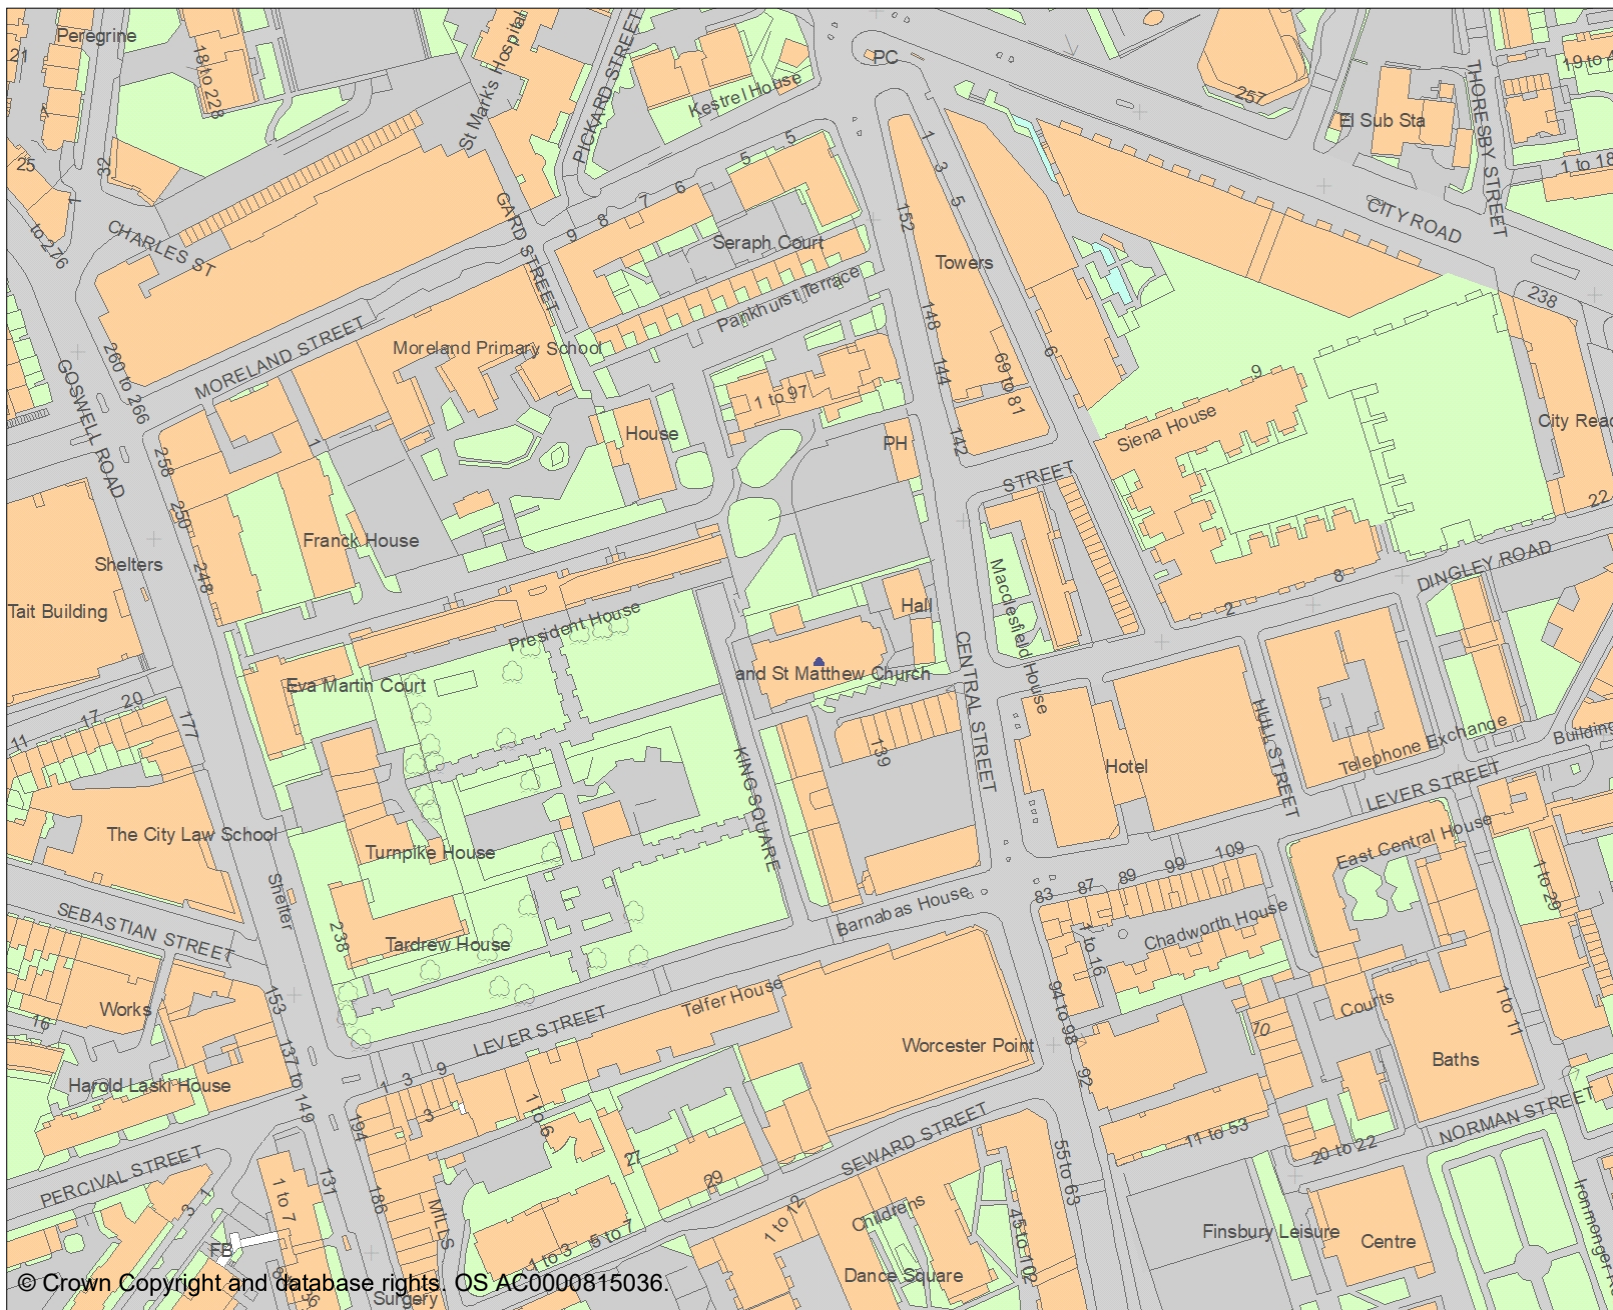 Peregrine
21
18 to 228
St Mark's Hospital
PICKARD STREET
Kestrel House
PC
257
El Sub Sta
THORESBY STREET
1 to 18
25
32
1
to 276
CHARLES ST
GARD STREET
5
5
6
7
8
9
1
3
5
152
Seraph Court
Towers
CITY ROAD
238
Pankhurst Terrace
148
MORELAND STREET
Moreland Primary School
260 to 266
GOSWELL ROAD
144
6
69 to 81
9
1 to 97
Siena House
House
PH
142
1
258
STREET
250
Franck House
Shelters
248
Tait Building
DINGLEY ROAD
8
2
Macclesfield House
Hall
President House
and St Matthew Church
CENTRAL STREET
Eva Martin Court
20
17
11
177
139
KING SQUARE
Hotel
HULL STREET
Telephone Exchange
Building
LEVER STREET
The City Law School
Turnpike House
East Central House
109
99
89
87
83
Shelter
Barnabas House
Chadworth House
1 to 29
SEBASTIAN STREET
238
Tardrew House
1 to 16
Works
16
153
Telfer House
94 to 98
Courts
1 to 11
LEVER STREET
Worcester Point
10
Baths
137 to 149
9
3
1
Harold Laski House
92
3
1 to 6
194
SEWARD STREET
11 to 53
NORMAN STREET
20 to 22
27
29
55 to 63
PERCIVAL STREET
131
186
1 to 7
3
1
MILLS
1 to 12
Childrens
45 to 102
Finsbury Leisure
Centre
FB
1 to 3
5 to 7
Dance Square
© Crown Copyright and database rights. OS AC0000815036.
Surgery